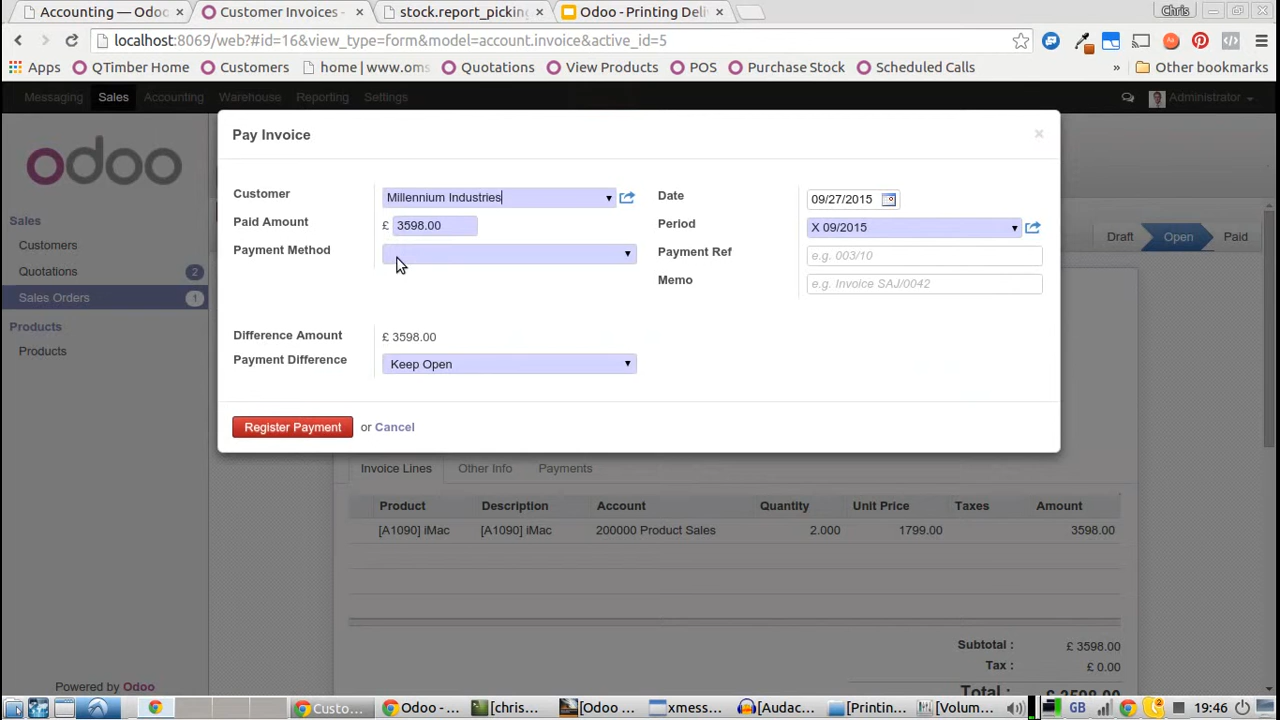 Accounting — Odoo
Customer Invoices -
stock.report_picking
Odoo - Printing Deli
Chris
localhost:8069/web?#id=16&view_type=form&model=account.invoice&active_id=5
Apps
QTimber Home
Customers
home | www.oms
Quotations
View Products
POS
Purchase Stock
Scheduled Calls
»
Other bookmarks
Messaging Sales Accounting Warehouse Reporting Settings
Administrator
odoo
Sales
Customers
Quotations 2
Sales Orders 1
Products
Products
Powered by Odoo
Pay Invoice
×
Customer Millennium Industries
Paid Amount £ 3598.00
Payment Method
Date 09/27/2015
Period X 09/2015
Payment Ref e.g. 003/10
Memo e.g. Invoice SAJ/0042
Difference Amount £ 3598.00
Payment Difference Keep Open
Register Payment or Cancel
Draft Open Paid
Invoice Lines Other Info Payments
Product Description Account Quantity Unit Price Taxes Amount
[A1090] iMac [A1090] iMac 200000 Product Sales 2.000 1799.00 3598.00
Subtotal : £ 3598.00
Tax : £ 0.00
Total : £ 3598.00
Custo...
Odoo - ...
[chris...
[Odoo ...
xmess...
[Audac...
[Printin...
[Volum...
GB
2
19:46